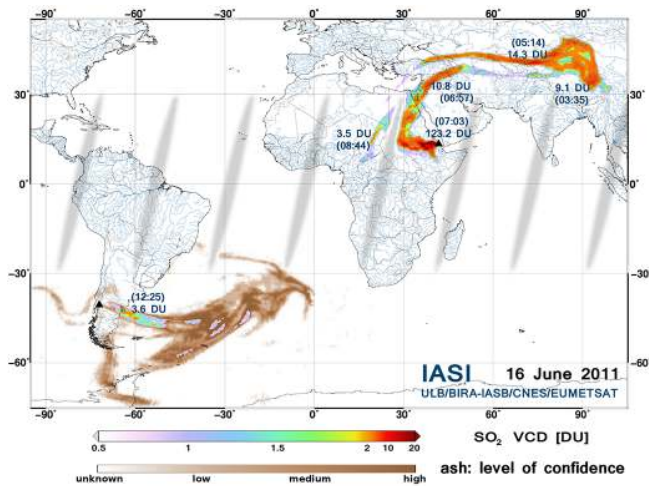 −90° −60° −30° 0° 30° 60° 90°
60° 60°
30° 30°
0° 0°
−30° −30°
−60° −60°
−90° −60° −30° 0° 30° 60° 90°
(05:14)
14.3 DU
10.8 DU
(06:57)
9.1 DU
(03:35)
(07:03)
123.2 DU
3.5 DU
(08:44)
(12:25)
3.6 DU
IASI 16 June 2011
ULB/BIRA-IASB/CNES/EUMETSAT
0.5 1 1.5 2 10 20
SO₂ VCD [DU]
unknown low medium high
ash: level of confidence